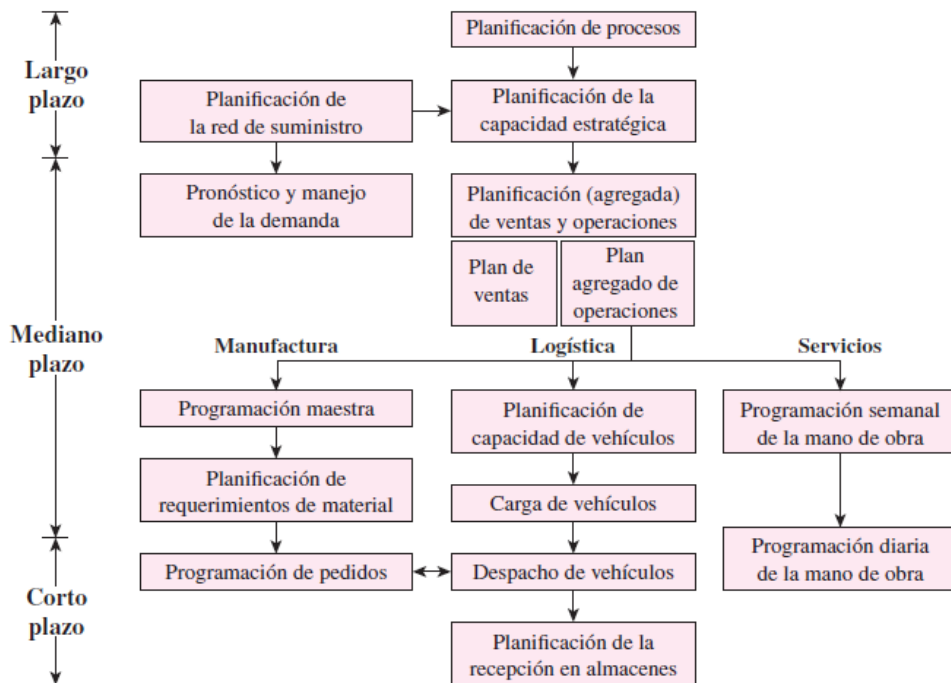 Planificación de procesos
Largo
plazo
Planificación de
la red de suministro
Planificación de la
capacidad estratégica
Pronóstico y manejo
de la demanda
Planificación (agregada)
de ventas y operaciones
Plan de
ventas
Plan
agregado de
operaciones
Mediano
plazo
Manufactura
Logística
Servicios
Programación maestra
Planificación de
capacidad de vehículos
Programación semanal
de la mano de obra
Planificación de
requerimientos de material
Carga de vehículos
Corto
plazo
Programación de pedidos
Despacho de vehículos
Programación diaria
de la mano de obra
Planificación de la
recepción en almacenes